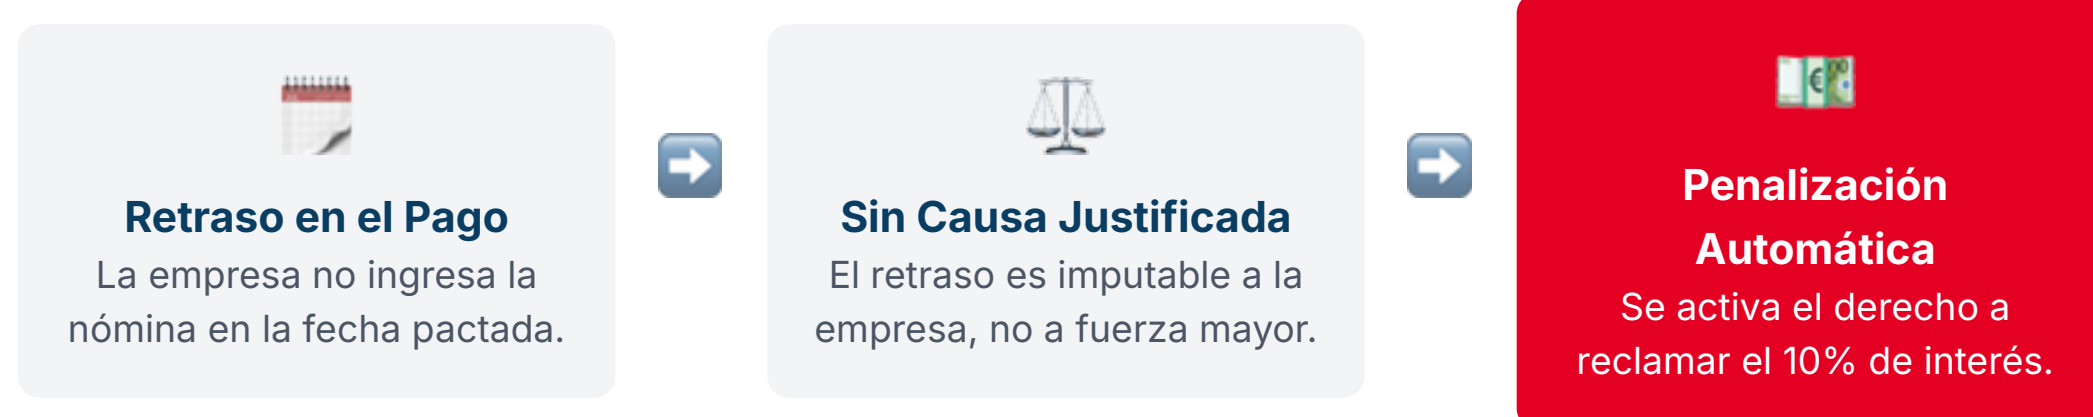 Retraso en el Pago
La empresa no ingresa la
nómina en la fecha pactada.
Sin Causa Justificada
El retraso es imputable a la
empresa, no a fuerza mayor.
Penalización
Automática
Se activa el derecho a
reclamar el 10% de interés.